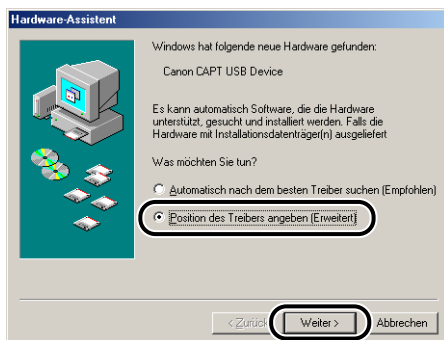 Hardware-Assistent
Windows hat folgende neue Hardware gefunden:
Canon CAPT USB Device
Es kann automatisch Software, die die Hardware
unterstützt, gesucht und installiert werden. Falls die
Hardware mit Installationsdatenträger(n) ausgeliefert
Was möchten Sie tun?
Automatisch nach dem besten Treiber suchen (Empfohlen)
Position des Treibers angeben (Erweitert)
< Zurück Weiter > Abbrechen